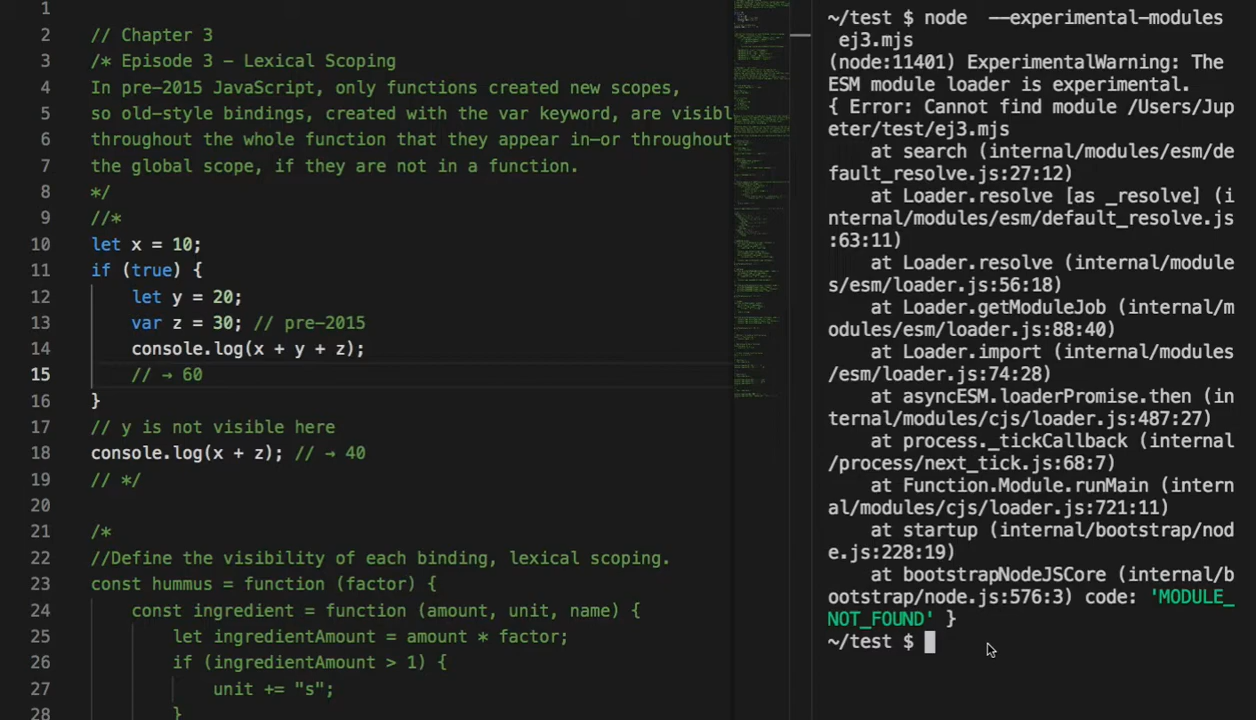 1
2 // Chapter 3
3 /* Episode 3 – Lexical Scoping
4 In pre-2015 JavaScript, only functions created new scopes,
5 so old-style bindings, created with the var keyword, are visibl
6 throughout the whole function that they appear in—or throughout
7 the global scope, if they are not in a function.
8 */
9 //*
10 let x = 10;
11 if (true) {
12 let y = 20;
13 var z = 30; // pre-2015
14 console.log(x + y + z);
15 // → 60
16 }
17 // y is not visible here
18 console.log(x + z); // → 40
19 // */
20
21 /*
22 //Define the visibility of each binding, lexical scoping.
23 const hummus = function (factor) {
24 const ingredient = function (amount, unit, name) {
25 let ingredientAmount = amount * factor;
26 if (ingredientAmount > 1) {
27 unit += "s";
28 }
~/test $ node  --experimental-modules
ej3.mjs
(node:11401) ExperimentalWarning: The
ESM module loader is experimental.
{ Error: Cannot find module /Users/Jup
eter/test/ej3.mjs
at search (internal/modules/esm/de
fault_resolve.js:27:12)
at Loader.resolve [as _resolve] (i
nternal/modules/esm/default_resolve.js
:63:11)
at Loader.resolve (internal/module
s/esm/loader.js:56:18)
at Loader.getModuleJob (internal/m
odules/esm/loader.js:88:40)
at Loader.import (internal/modules
/esm/loader.js:74:28)
at asyncESM.loaderPromise.then (in
ternal/modules/cjs/loader.js:487:27)
at process._tickCallback (internal
/process/next_tick.js:68:7)
at Function.Module.runMain (intern
al/modules/cjs/loader.js:721:11)
at startup (internal/bootstrap/nod
e.js:228:19)
at bootstrapNodeJSCore (internal/b
ootstrap/node.js:576:3) code: 'MODULE_
NOT_FOUND' }
~/test $